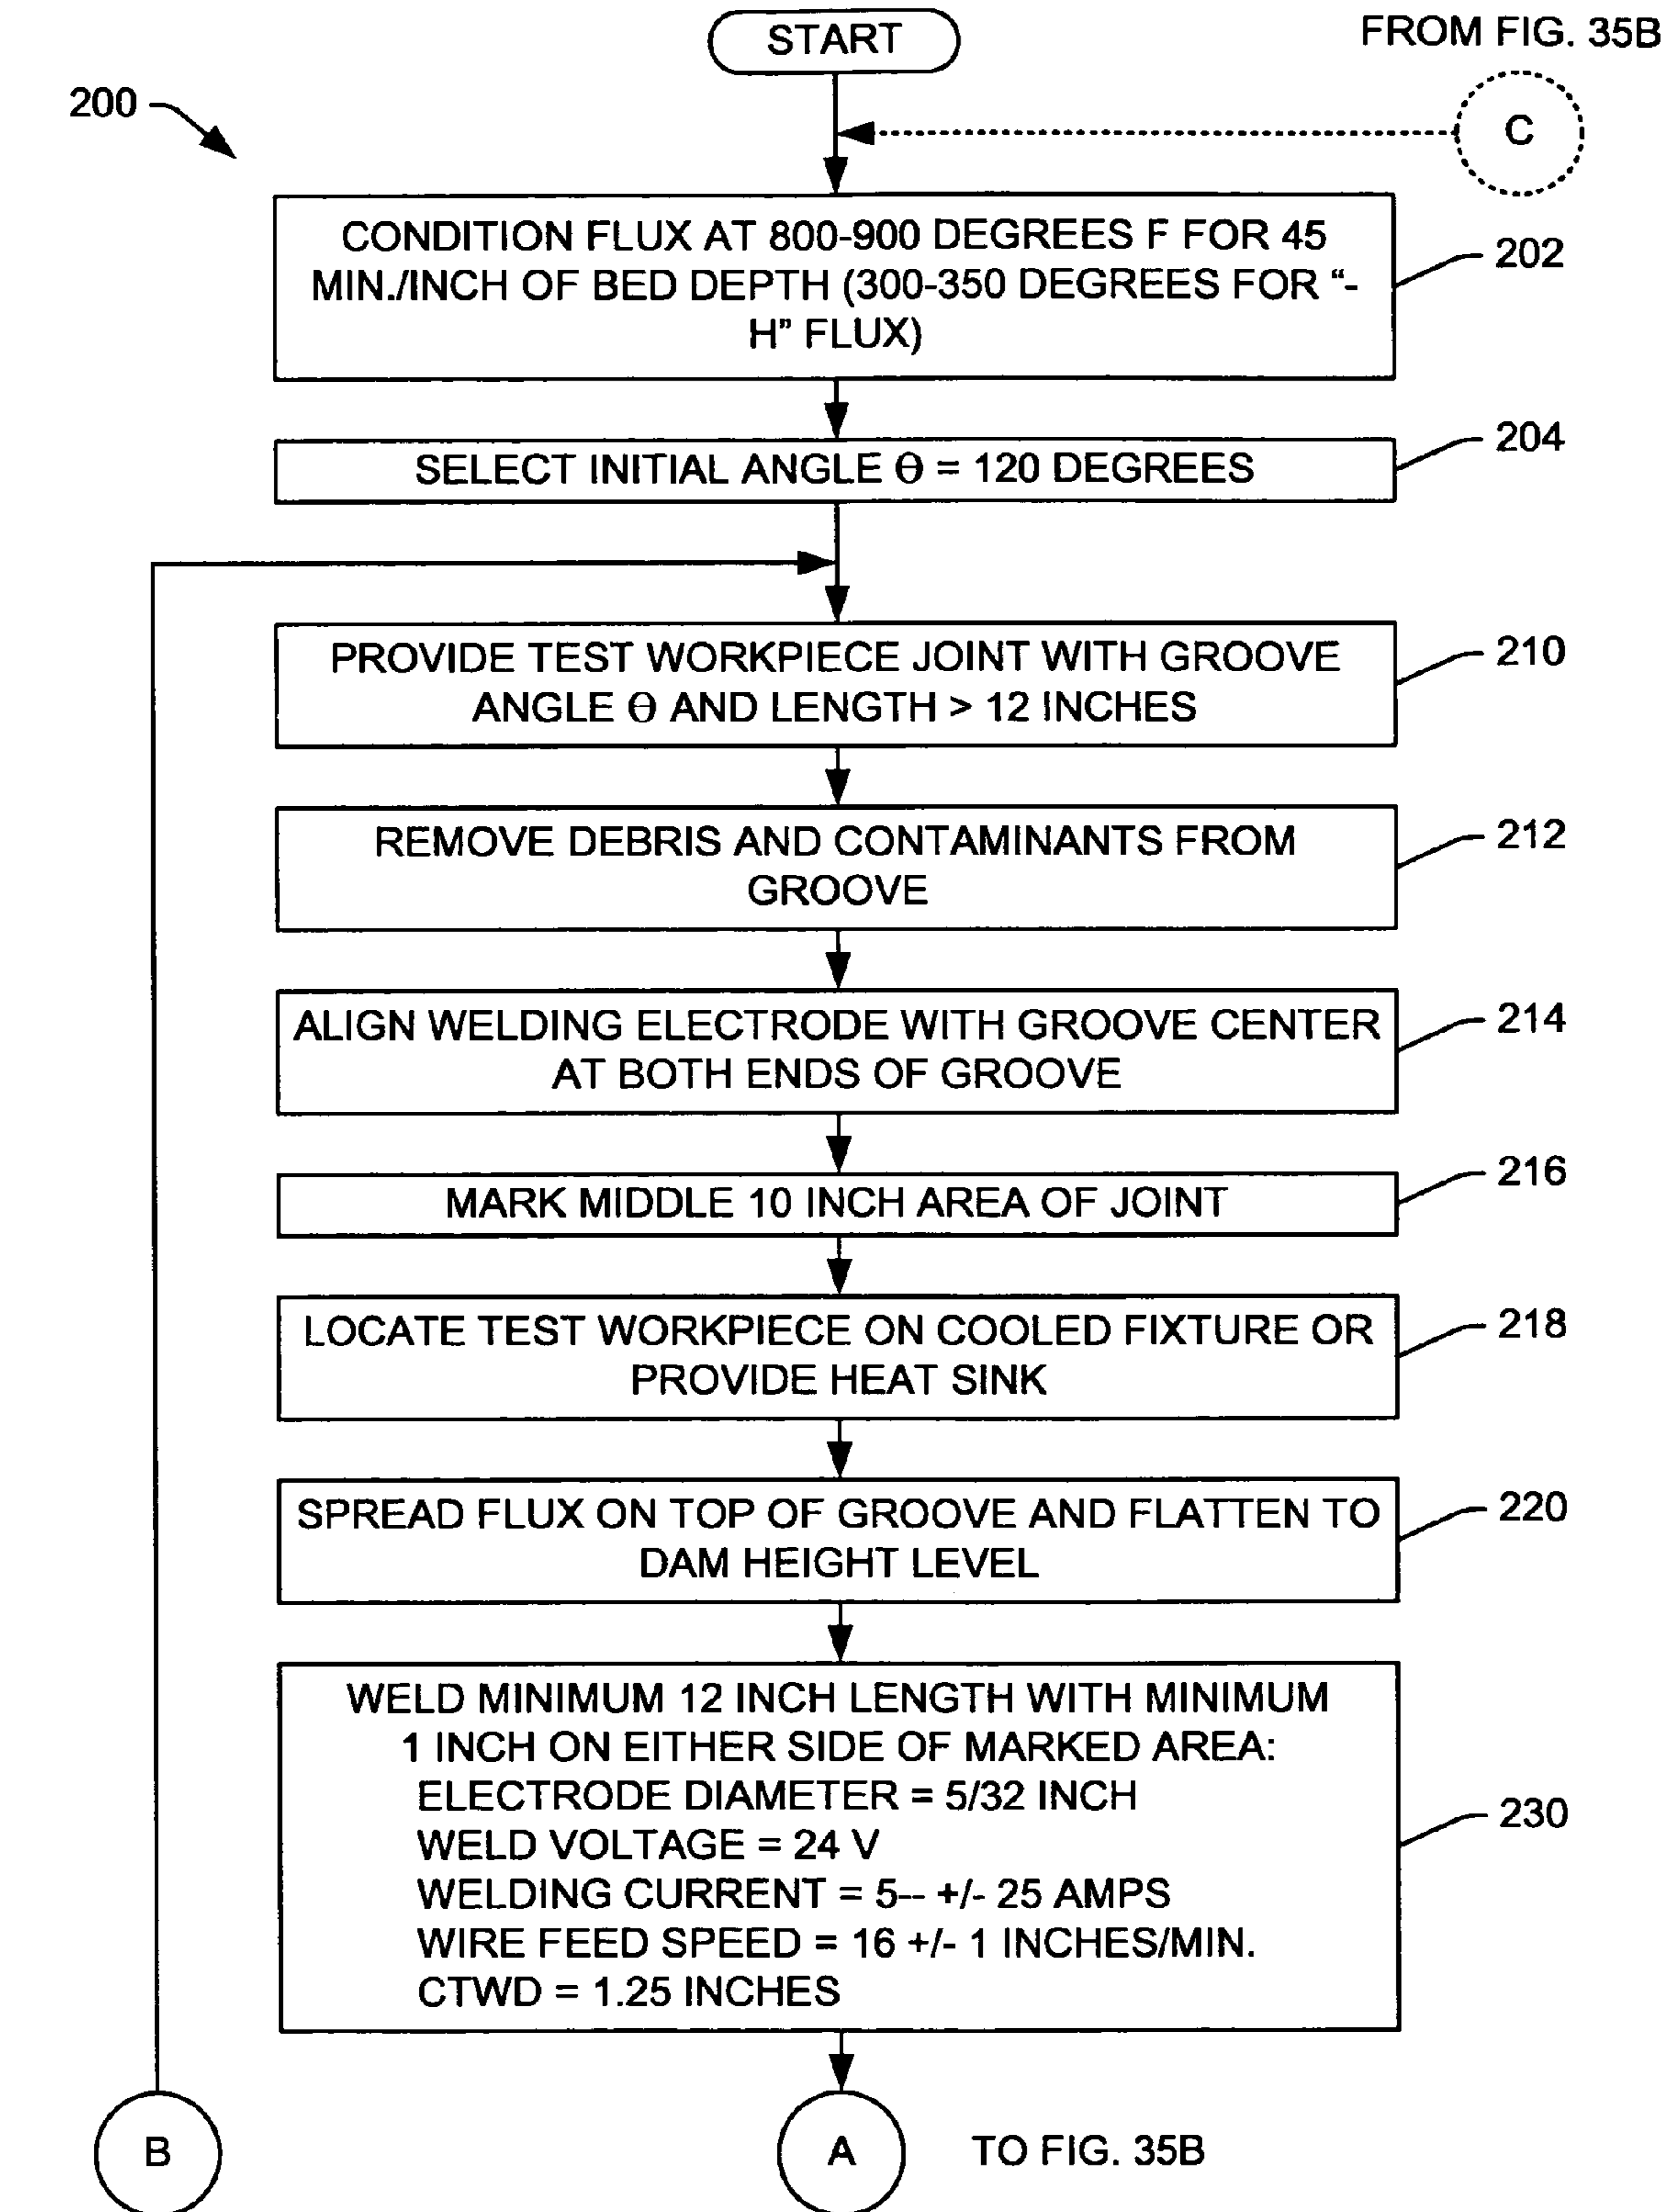 START
FROM FIG. 35B
200
C
CONDITION FLUX AT 800-900 DEGREES F FOR 45
MIN./INCH OF BED DEPTH (300-350 DEGREES FOR “-
H” FLUX)
202
SELECT INITIAL ANGLE Θ = 120 DEGREES
204
PROVIDE TEST WORKPIECE JOINT WITH GROOVE
ANGLE Θ AND LENGTH > 12 INCHES
210
REMOVE DEBRIS AND CONTAMINANTS FROM
GROOVE
212
ALIGN WELDING ELECTRODE WITH GROOVE CENTER
AT BOTH ENDS OF GROOVE
214
MARK MIDDLE 10 INCH AREA OF JOINT
216
LOCATE TEST WORKPIECE ON COOLED FIXTURE OR
PROVIDE HEAT SINK
218
SPREAD FLUX ON TOP OF GROOVE AND FLATTEN TO
DAM HEIGHT LEVEL
220
WELD MINIMUM 12 INCH LENGTH WITH MINIMUM
1 INCH ON EITHER SIDE OF MARKED AREA:
ELECTRODE DIAMETER = 5/32 INCH
WELD VOLTAGE = 24 V
WELDING CURRENT = 5-- +/- 25 AMPS
WIRE FEED SPEED = 16 +/- 1 INCHES/MIN.
CTWD = 1.25 INCHES
230
B
A
TO FIG. 35B